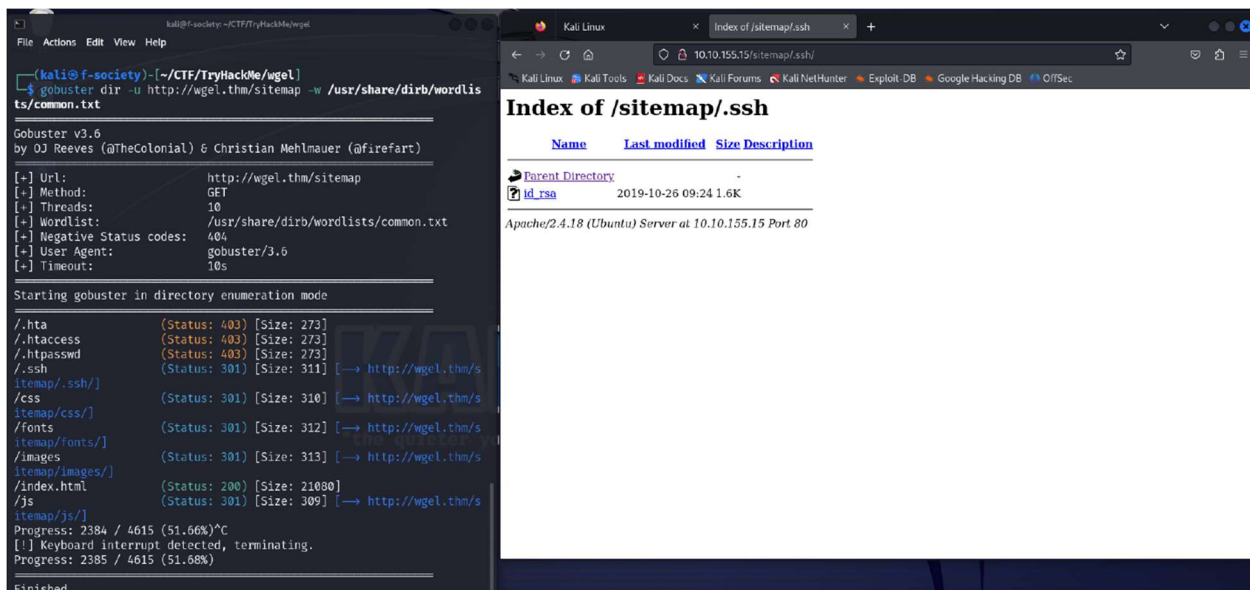 kali@f-society: ~/CTF/TryHackMe/wgel
File Actions Edit View Help
┌──(kali㉿f-society)-[~/CTF/TryHackMe/wgel]
└─$ gobuster dir -u http://wgel.thm/sitemap -w /usr/share/dirb/wordlis
ts/common.txt
Gobuster v3.6
by OJ Reeves (@TheColonial) & Christian Mehlmauer (@firefart)
[+] Url: http://wgel.thm/sitemap
[+] Method: GET
[+] Threads: 10
[+] Wordlist: /usr/share/dirb/wordlists/common.txt
[+] Negative Status codes: 404
[+] User Agent: gobuster/3.6
[+] Timeout: 10s
Starting gobuster in directory enumeration mode
/.hta (Status: 403) [Size: 273]
/.htaccess (Status: 403) [Size: 273]
/.htpasswd (Status: 403) [Size: 273]
/.ssh (Status: 301) [Size: 311] [--> http://wgel.thm/s
itemap/.ssh/]
/css (Status: 301) [Size: 310] [--> http://wgel.thm/s
itemap/css/]
/fonts (Status: 301) [Size: 312] [--> http://wgel.thm/s
itemap/fonts/]
/images (Status: 301) [Size: 313] [--> http://wgel.thm/s
itemap/images/]
/index.html (Status: 200) [Size: 21080]
/js (Status: 301) [Size: 309] [--> http://wgel.thm/s
itemap/js/]
Progress: 2384 / 4615 (51.66%)^C
[!] Keyboard interrupt detected, terminating.
Progress: 2385 / 4615 (51.68%)
Finished
KA
"the quieter yo
Kali Linux
Index of /sitemap/.ssh
10.10.155.15/sitemap/.ssh/
Kali Linux Kali Tools Kali Docs Kali Forums Kali NetHunter Exploit-DB Google Hacking DB OffSec
Index of /sitemap/.ssh
Name Last modified Size Description
Parent Directory -
id_rsa 2019-10-26 09:24 1.6K
Apache/2.4.18 (Ubuntu) Server at 10.10.155.15 Port 80